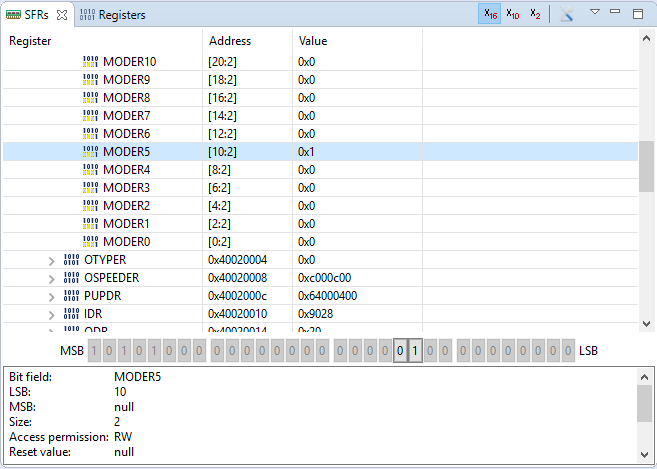 SFRs Registers X16 X10 X2
Register Address Value
MODER10 [20:2] 0x0
MODER9 [18:2] 0x0
MODER8 [16:2] 0x0
MODER7 [14:2] 0x0
MODER6 [12:2] 0x0
MODER5 [10:2] 0x1
MODER4 [8:2] 0x0
MODER3 [6:2] 0x0
MODER2 [4:2] 0x0
MODER1 [2:2] 0x0
MODER0 [0:2] 0x0
OTYPER 0x40020004 0x0
OSPEEDER 0x40020008 0xc000c00
PUPDR 0x4002000c 0x64000400
IDR 0x40020010 0x9028
ODR 0x40020014 0x20
MSB 1 0 1 0 1 0 0 0 0 0 0 0 0 0 0 0 0 0 0 0 0 1 0 0 0 0 0 0 0 0 0 0 LSB
Bit field: MODER5
LSB: 10
MSB: null
Size: 2
Access permission: RW
Reset value: null